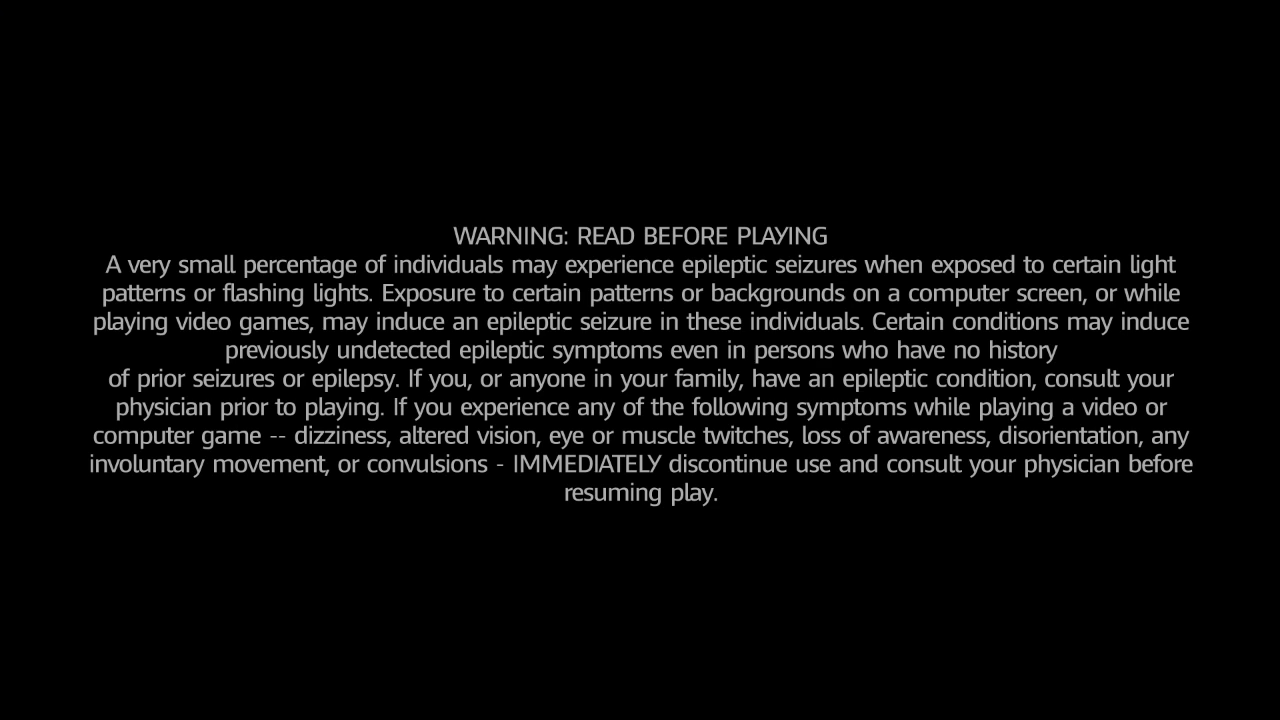 WARNING: READ BEFORE PLAYING
A very small percentage of individuals may experience epileptic seizures when exposed to certain light
patterns or flashing lights. Exposure to certain patterns or backgrounds on a computer screen, or while
playing video games, may induce an epileptic seizure in these individuals. Certain conditions may induce
previously undetected epileptic symptoms even in persons who have no history
of prior seizures or epilepsy. If you, or anyone in your family, have an epileptic condition, consult your
physician prior to playing. If you experience any of the following symptoms while playing a video or
computer game -- dizziness, altered vision, eye or muscle twitches, loss of awareness, disorientation, any
involuntary movement, or convulsions - IMMEDIATELY discontinue use and consult your physician before
resuming play.